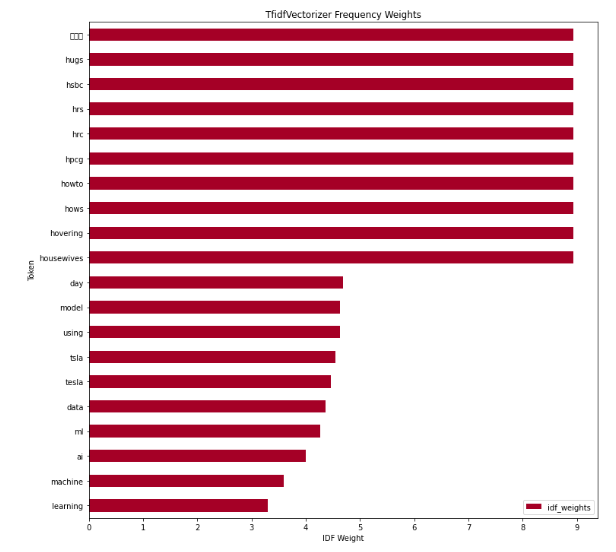 TfidfVectorizer Frequency Weights
hugs
hsbc
hrs
hrc
hpcg
howto
hows
hovering
housewives
day
model
using
tsla
tesla
data
ml
ai
machine
learning
Token
0 1 2 3 4 5 6 7 8 9
IDF Weight
idf_weights